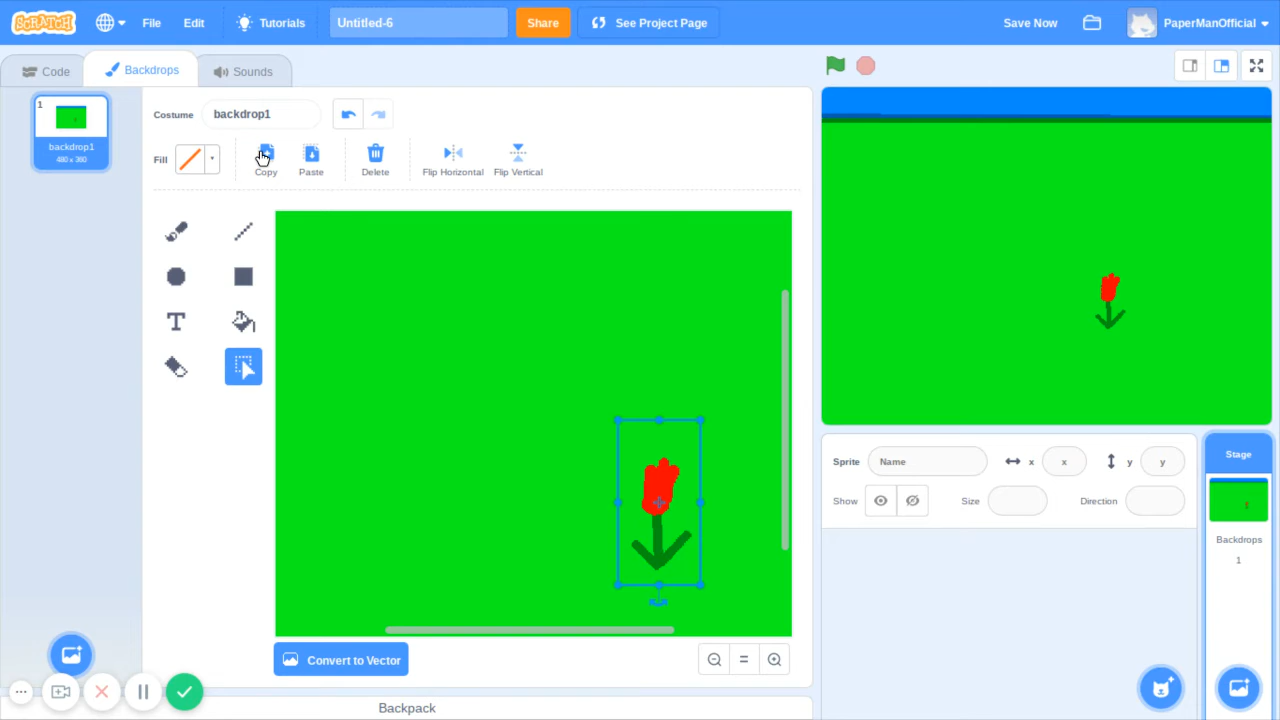 SCRATCH File Edit Tutorials Untitled-6 Share See Project Page Save Now PaperManOfficial
Code Backdrops Sounds
1
backdrop1
480 x 360
Costume backdrop1
Fill Copy Paste Delete Flip Horizontal Flip Vertical
T
Convert to Vector
Backpack
Sprite Name x x y y
Show Size Direction
Stage
Backdrops
1